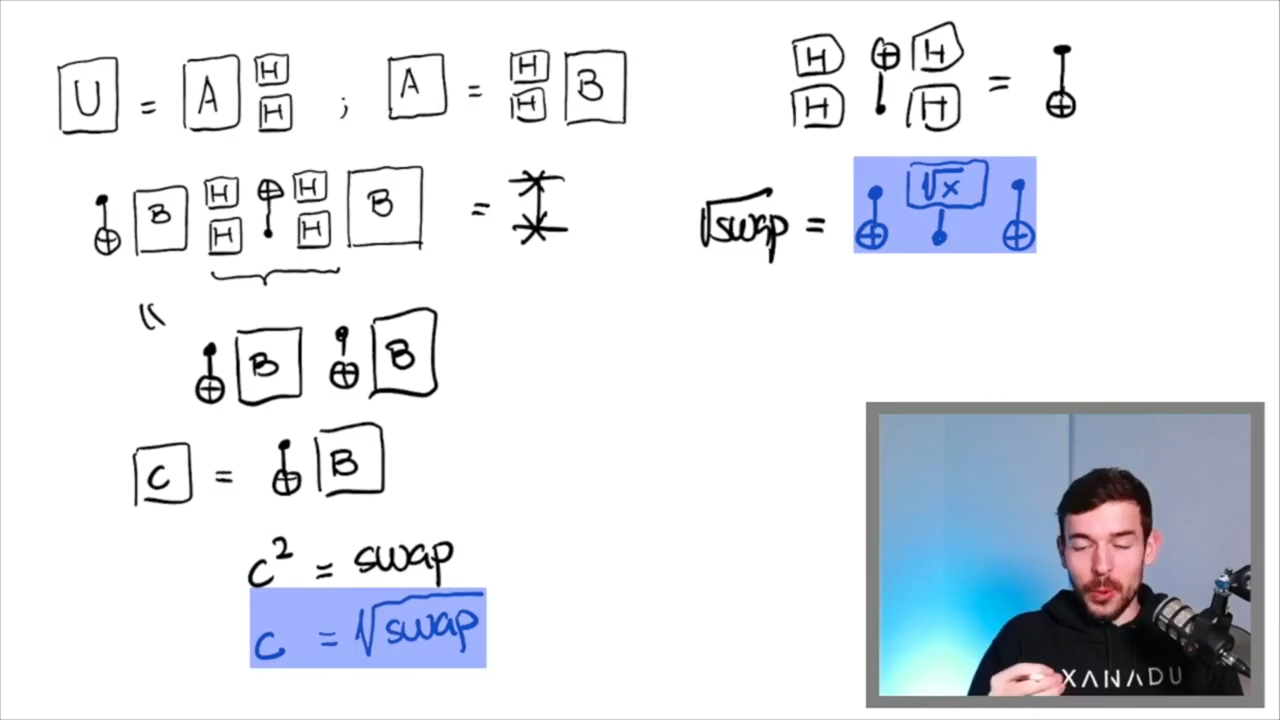 U = A H H ; A = H H B
H H ⊕ H H = ⊕
⊕ B H H ⊕ H H B =
√swap = ⊕ √x ⊕
"
⊕ B ⊕ B
C = ⊕ B
c² = swap
c = √swap
XANADU